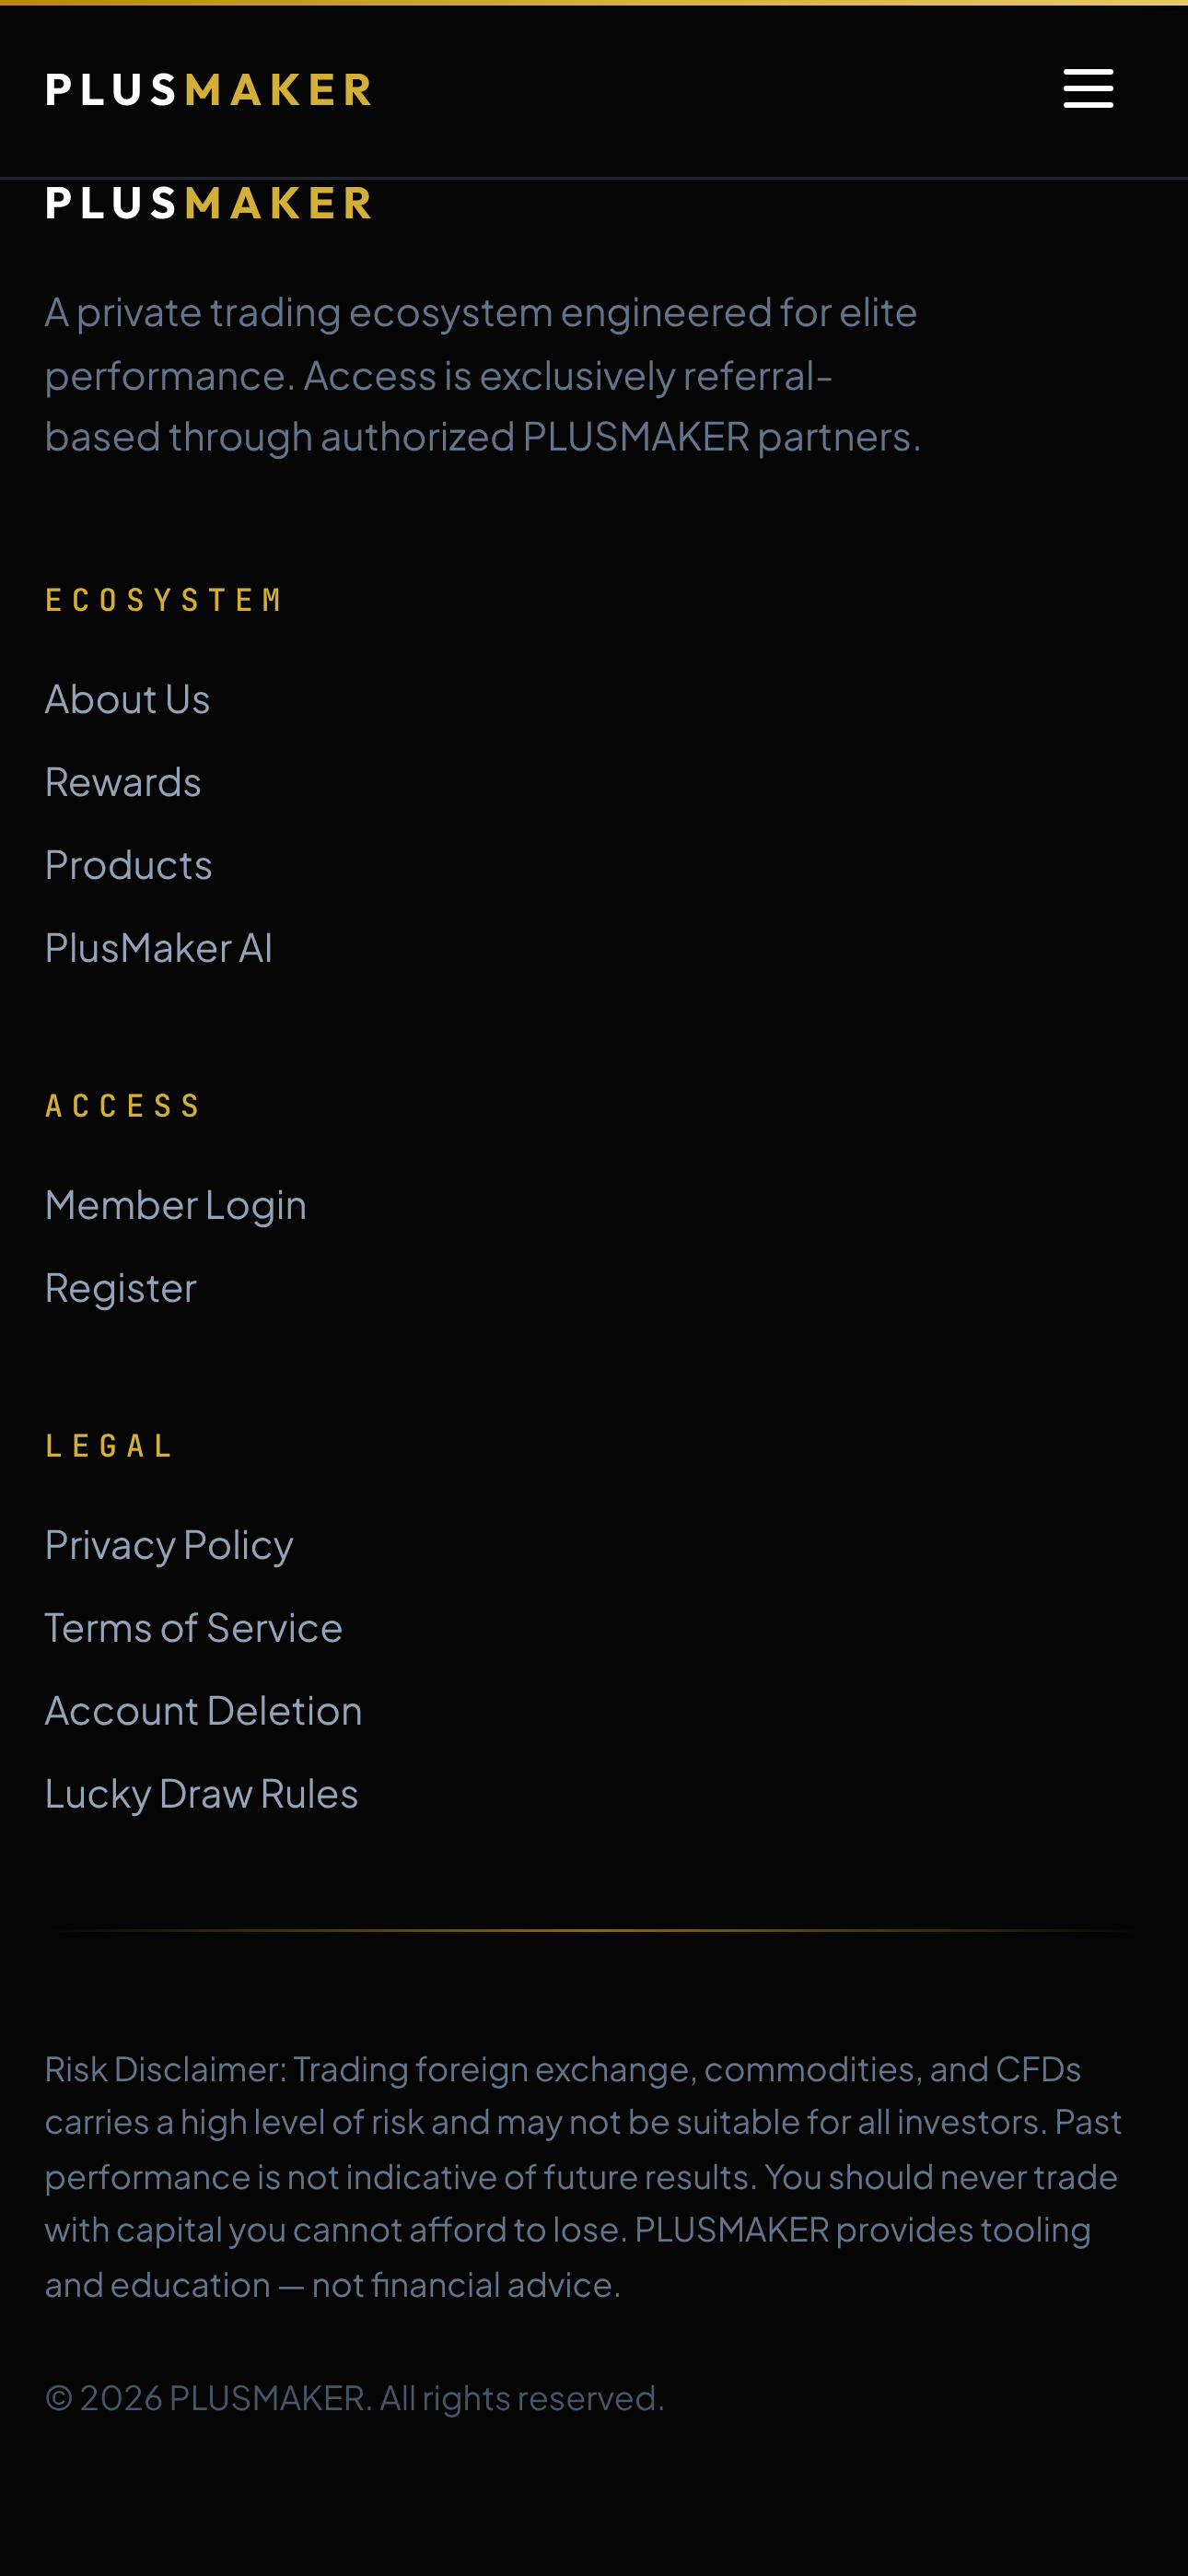 PLUSMAKER
PLUSMAKER
A private trading ecosystem engineered for elite
performance. Access is exclusively referral-
based through authorized PLUSMAKER partners.
ECOSYSTEM
About Us
Rewards
Products
PlusMaker AI
ACCESS
Member Login
Register
LEGAL
Privacy Policy
Terms of Service
Account Deletion
Lucky Draw Rules
Risk Disclaimer: Trading foreign exchange, commodities, and CFDs
carries a high level of risk and may not be suitable for all investors. Past
performance is not indicative of future results. You should never trade
with capital you cannot afford to lose. PLUSMAKER provides tooling
and education — not financial advice.
© 2026 PLUSMAKER. All rights reserved.